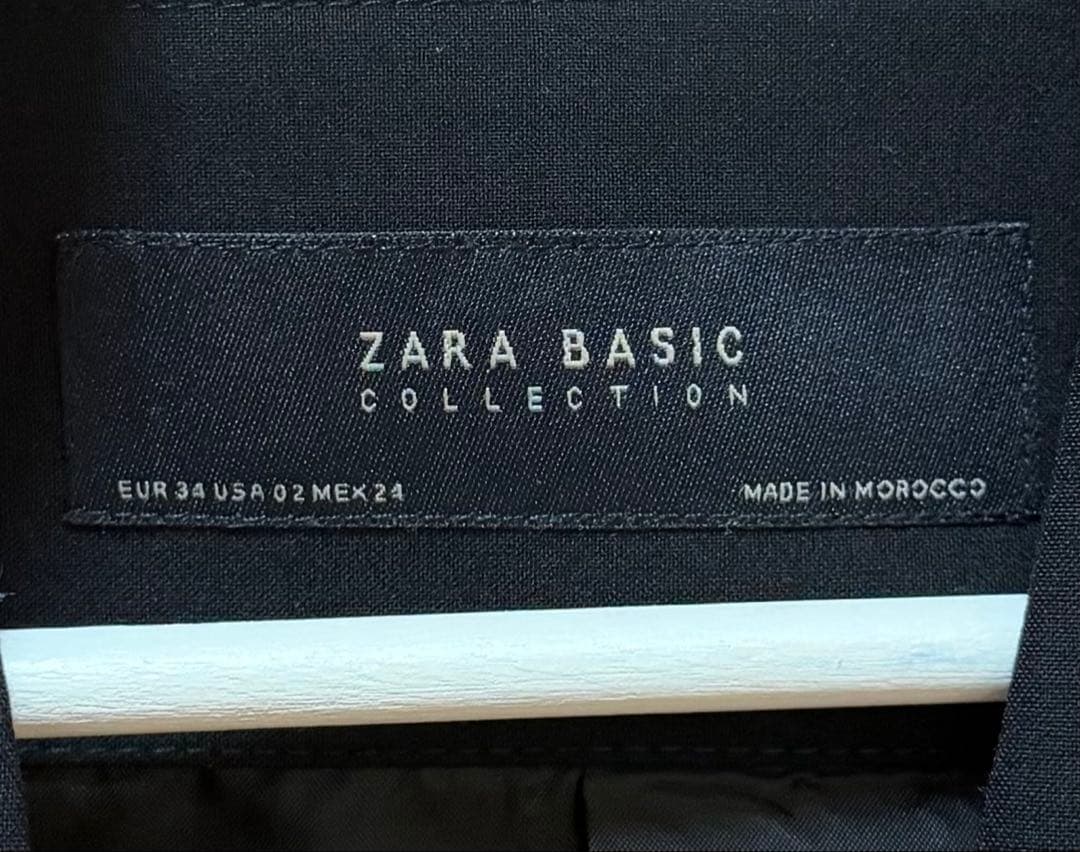 ZARA BASIC
COLLECTION
EUR 34 USA 02 MEX 24 MADE IN MOROCCO